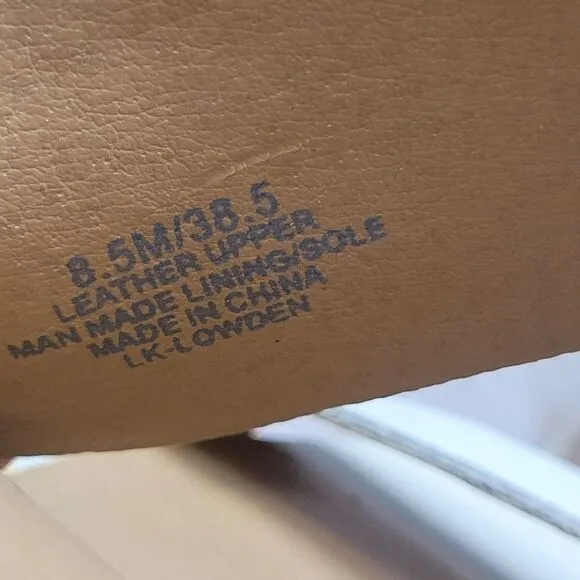 8.5M/38.5
LEATHER UPPER
MAN MADE LINING/SOLE
MADE IN CHINA
LK-LOWDEN